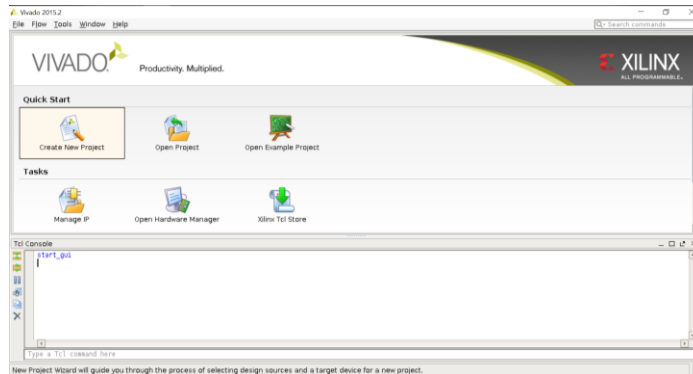 Vivado 2015.2
File Flow Tools Window Help
Search commands
VIVADO
Productivity. Multiplied.
XILINX
ALL PROGRAMMABLE.
Quick Start
Create New Project
Open Project
Open Example Project
Tasks
Manage IP
Open Hardware Manager
Xilinx Tcl Store
Tcl Console
start_gui
Type a Tcl command here
New Project Wizard will guide you through the process of selecting design sources and a target device for a new project.